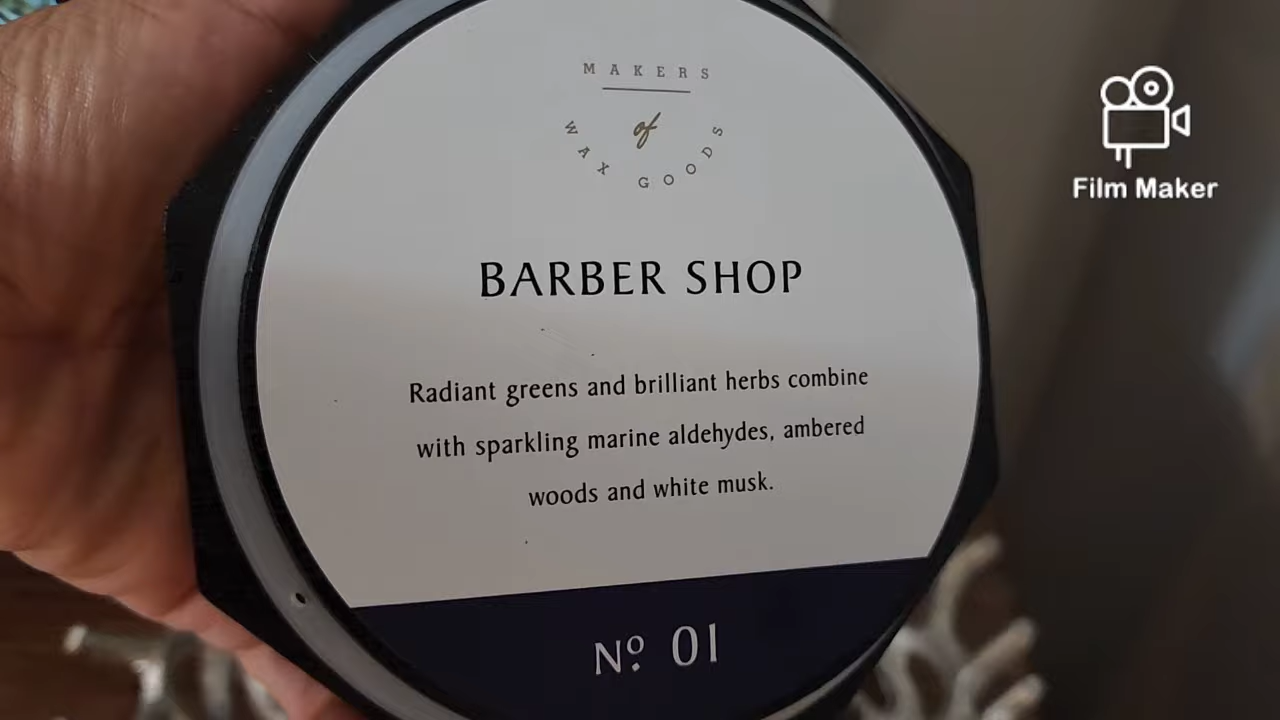 MAKERS
of
WAX GOODS
BARBER SHOP
Radiant greens and brilliant herbs combine
with sparkling marine aldehydes, ambered
woods and white musk.
Nº 01
Film Maker